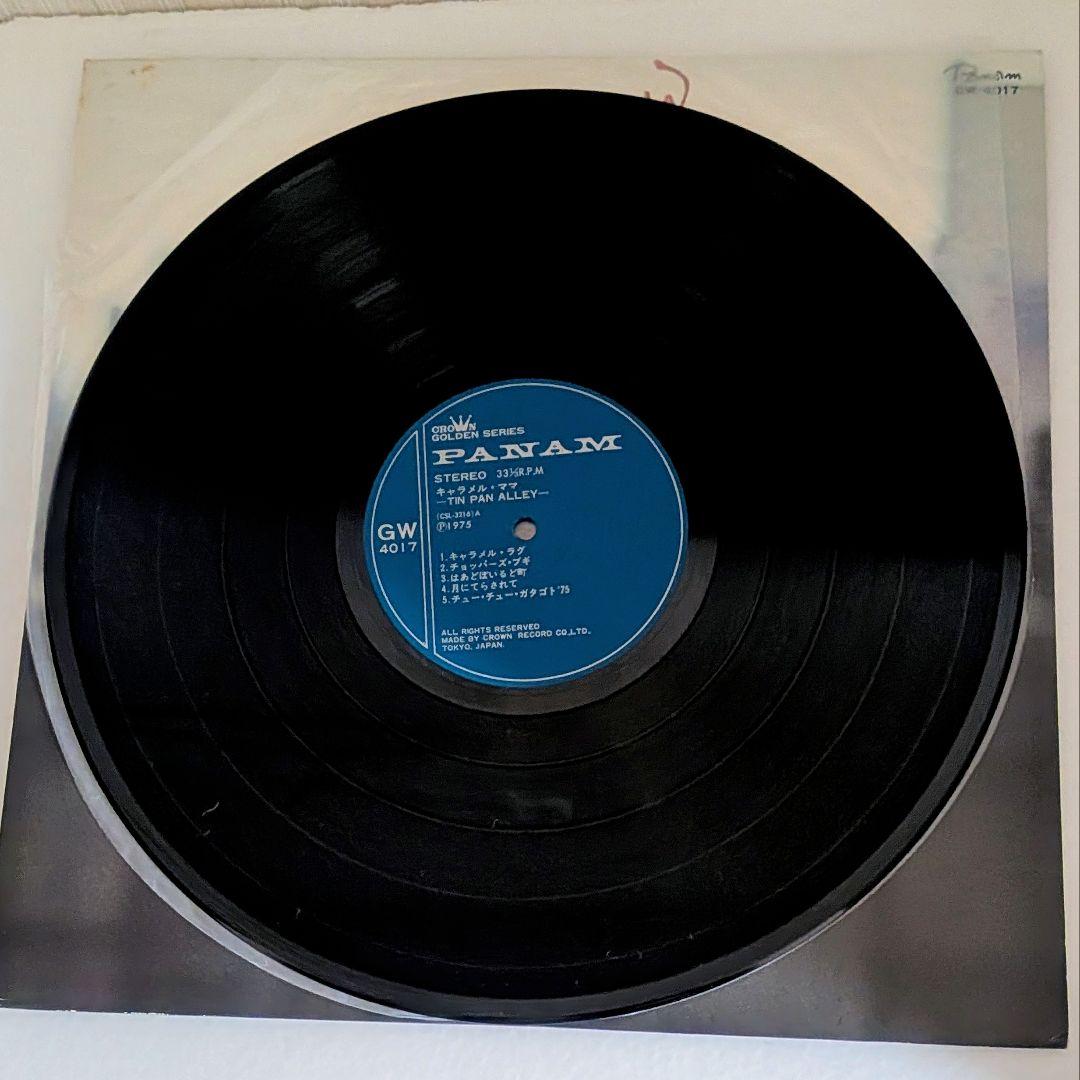 Panam
GW-4017
CROWN
GOLDEN SERIES
PANAM
STEREO 33⅓R.P.M
キャラメル・ママ
—TIN PAN ALLEY—
(CSL-3216)A
Ⓟ1975
GW
4017
1.キャラメル・ラグ
2.チョッパーズ・ブギ
3.はあどぼいるど町
4.月にてらされて
5.チュー・チュー・ガタゴト'75
ALL RIGHTS RESERVED
MADE BY CROWN RECORD CO.,LTD.,
TOKYO, JAPAN.